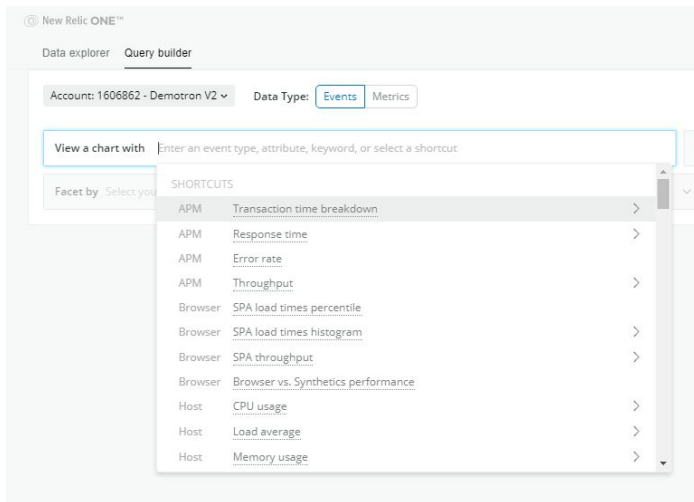 New Relic ONE™
Data explorer Query builder
Account: 1606862 - Demotron V2 Data Type: Events Metrics
View a chart with Enter an event type, attribute, keyword, or select a shortcut
Facet by Select you
SHORTCUTS
APM Transaction time breakdown
APM Response time
APM Error rate
APM Throughput
Browser SPA load times percentile
Browser SPA load times histogram
Browser SPA throughput
Browser Browser vs. Synthetics performance
Host CPU usage
Host Load average
Host Memory usage